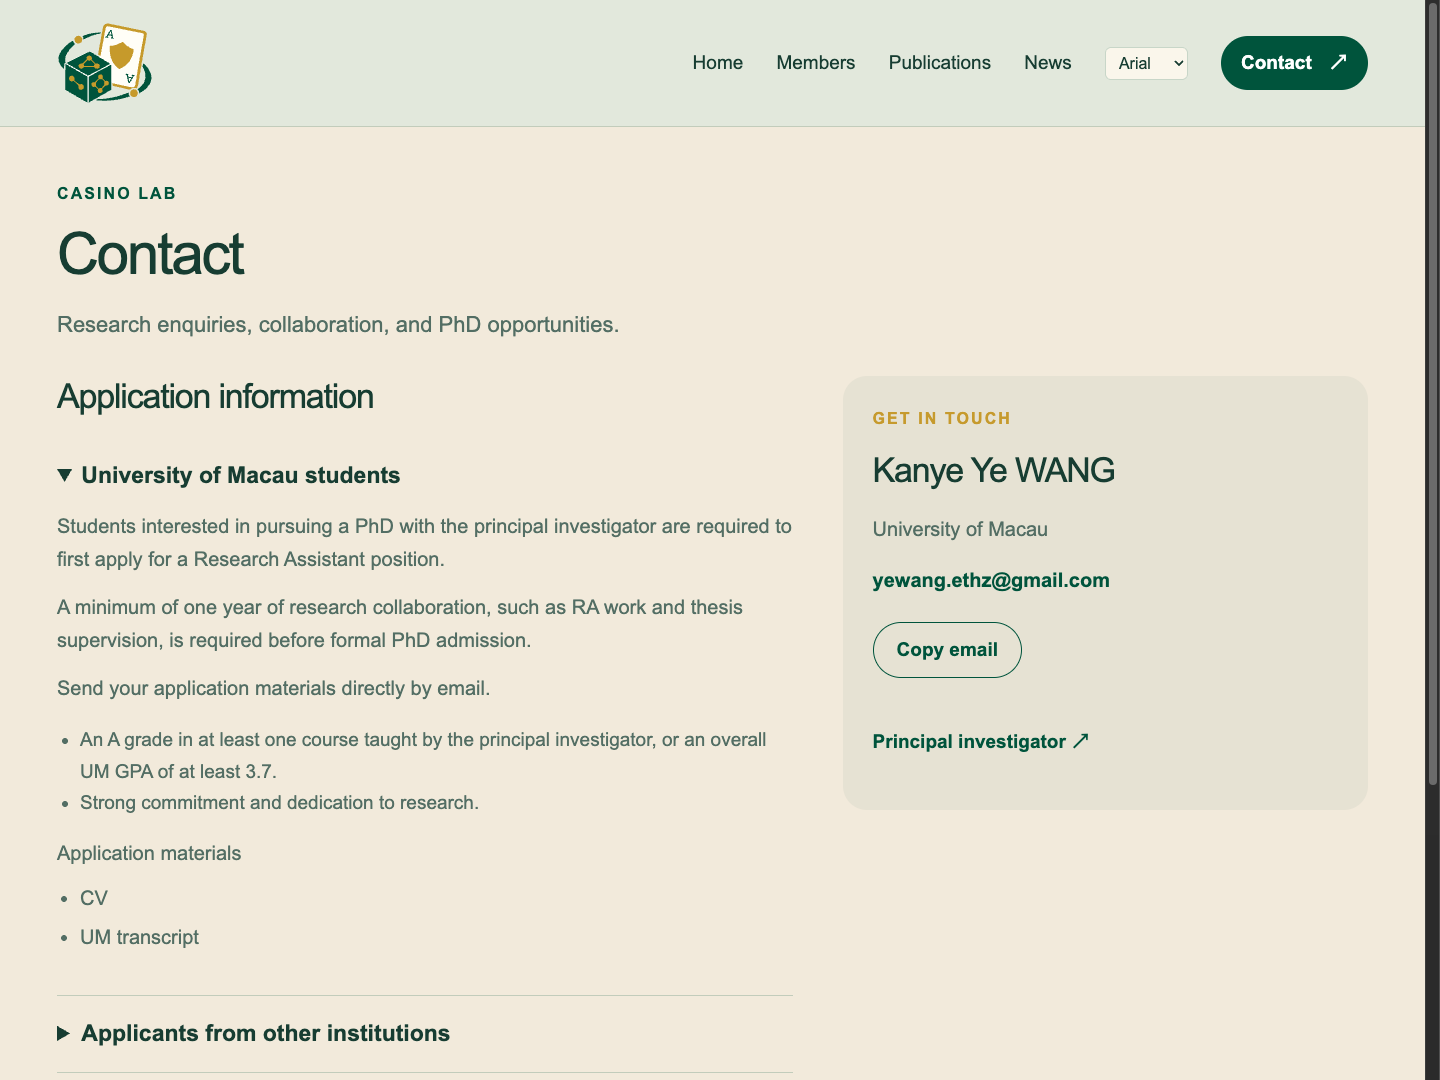 A
A
Home
Members
Publications
News
Arial
Contact ↗
CASINO LAB
Contact
Research enquiries, collaboration, and PhD opportunities.
Application information
▼ University of Macau students
Students interested in pursuing a PhD with the principal investigator are required to
first apply for a Research Assistant position.
A minimum of one year of research collaboration, such as RA work and thesis
supervision, is required before formal PhD admission.
Send your application materials directly by email.
• An A grade in at least one course taught by the principal investigator, or an overall
UM GPA of at least 3.7.
• Strong commitment and dedication to research.
Application materials
• CV
• UM transcript
▶ Applicants from other institutions
GET IN TOUCH
Kanye Ye WANG
University of Macau
yewang.ethz@gmail.com
Copy email
Principal investigator ↗